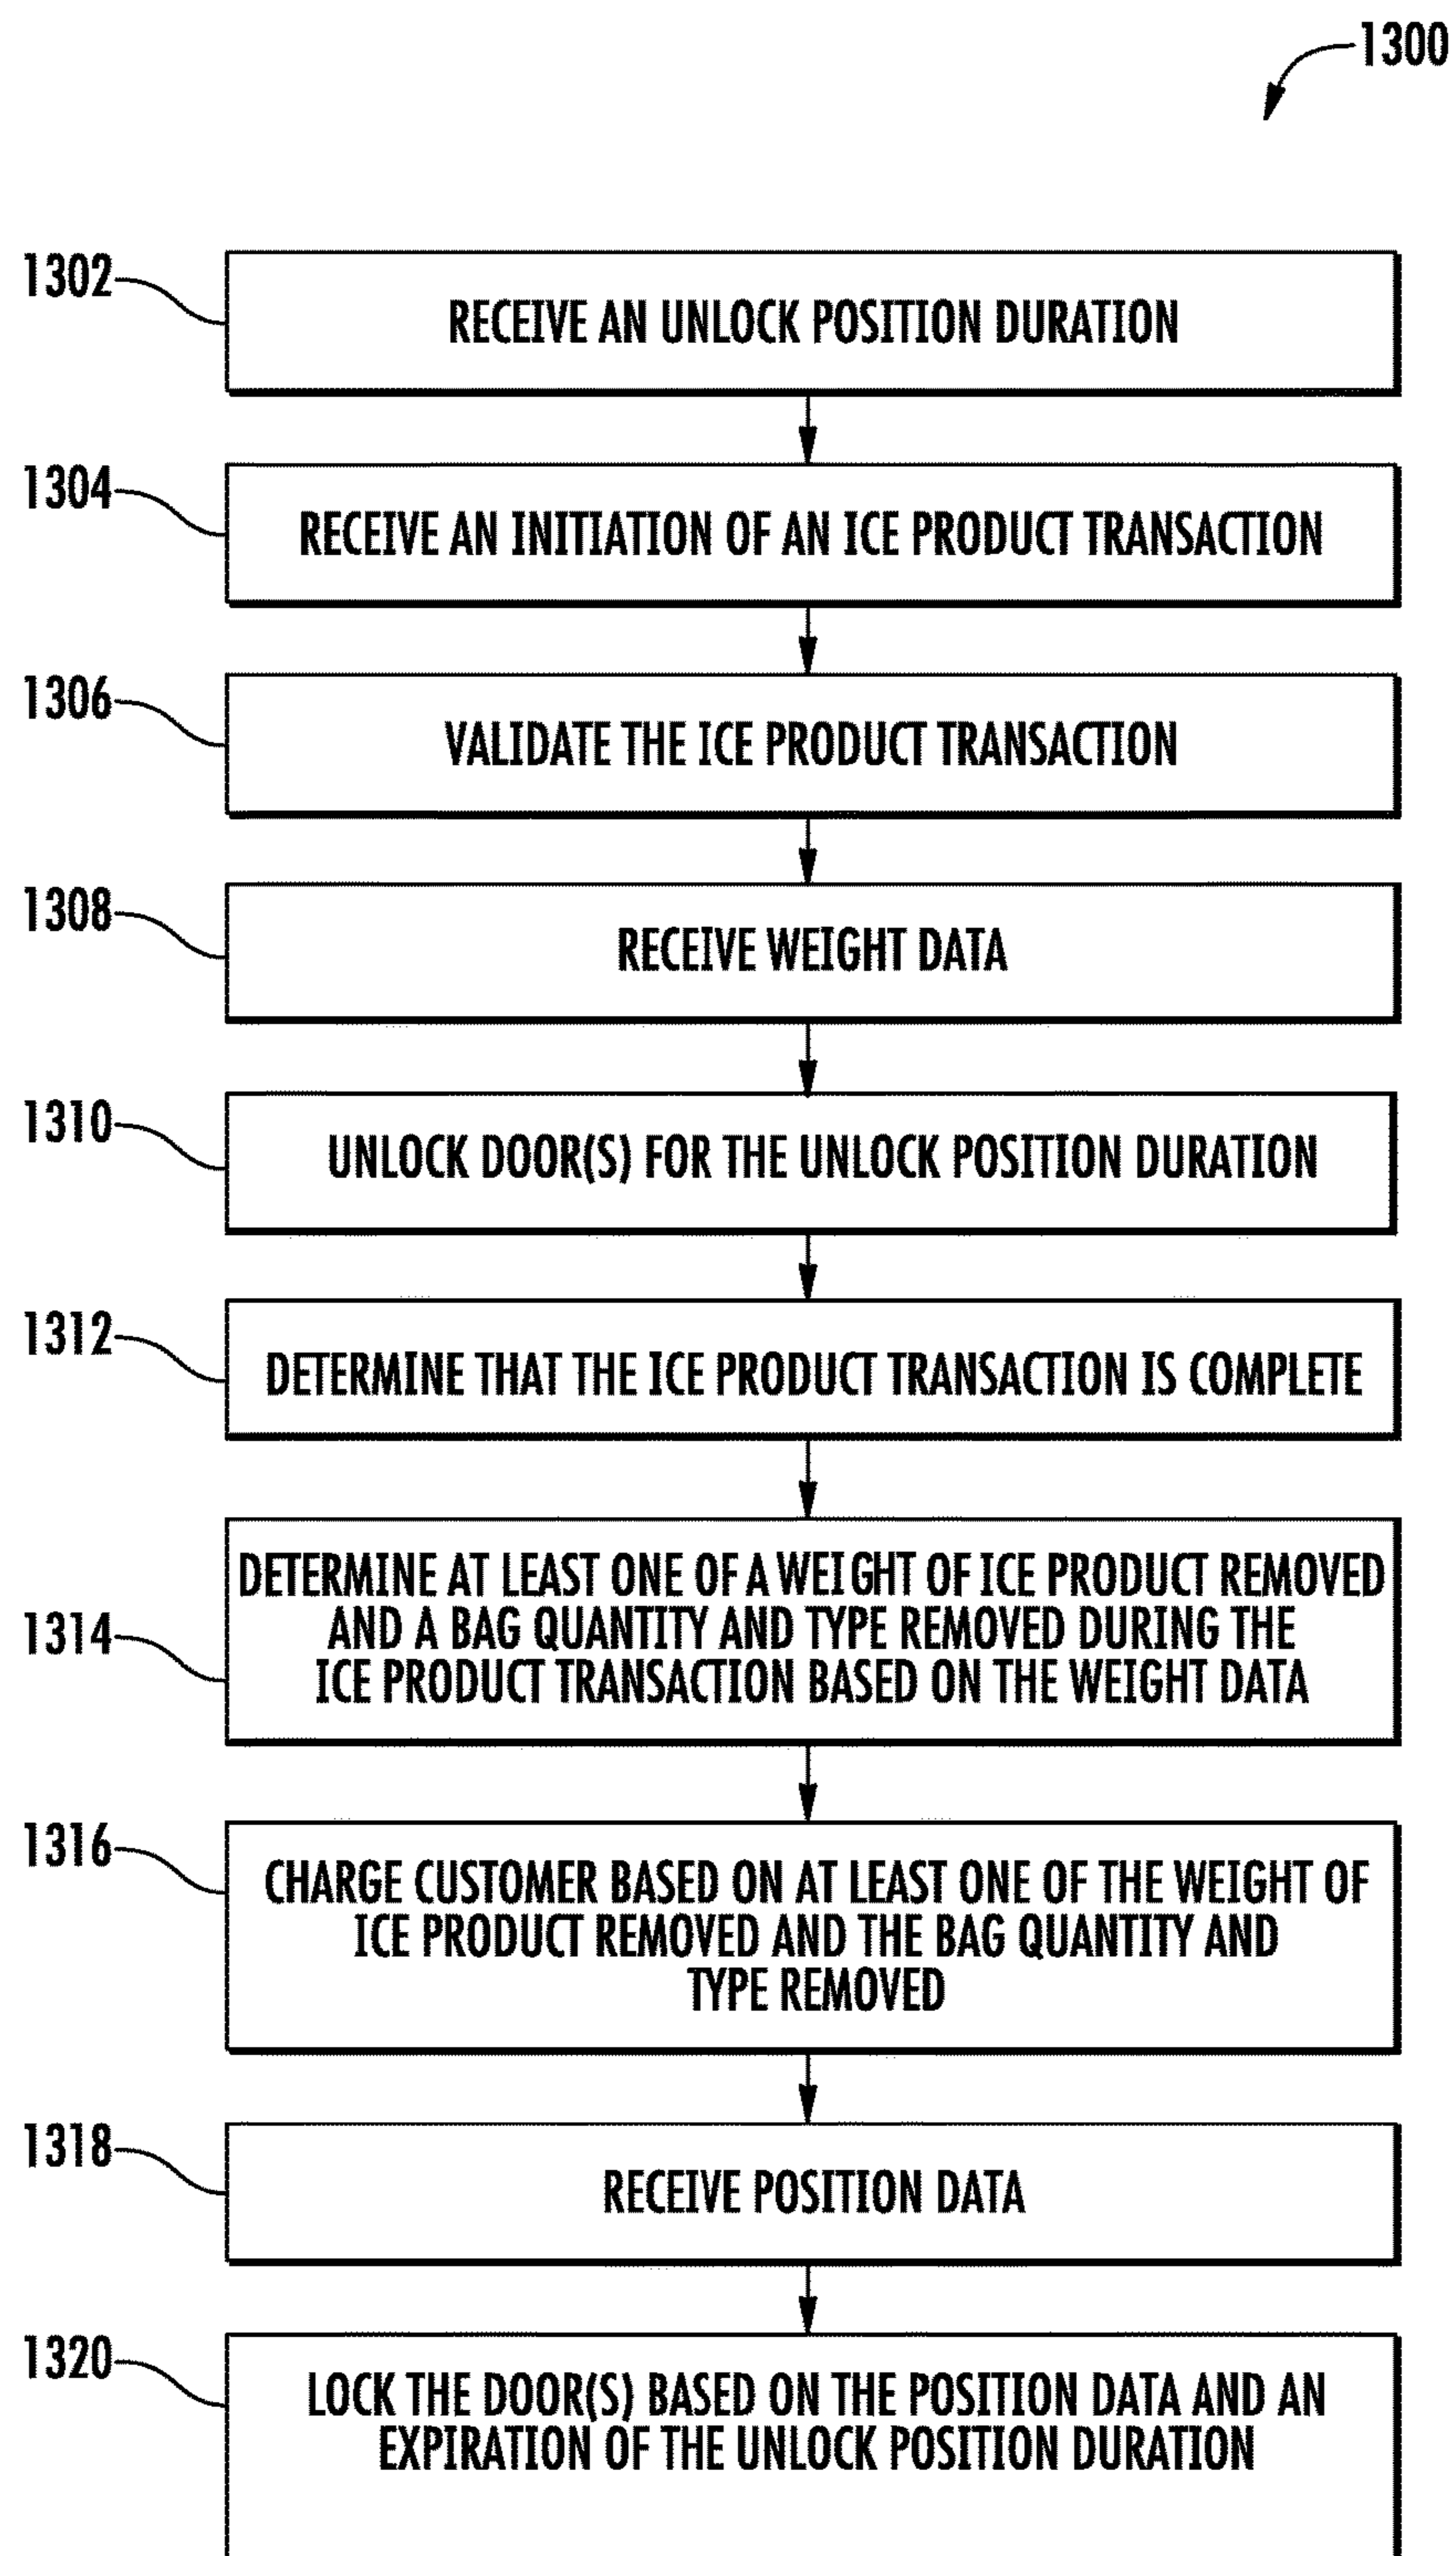 1300
1302
RECEIVE AN UNLOCK POSITION DURATION
1304
RECEIVE AN INITIATION OF AN ICE PRODUCT TRANSACTION
1306
VALIDATE THE ICE PRODUCT TRANSACTION
1308
RECEIVE WEIGHT DATA
1310
UNLOCK DOOR(S) FOR THE UNLOCK POSITION DURATION
1312
DETERMINE THAT THE ICE PRODUCT TRANSACTION IS COMPLETE
1314
DETERMINE AT LEAST ONE OF A WEIGHT OF ICE PRODUCT REMOVED
AND A BAG QUANTITY AND TYPE REMOVED DURING THE
ICE PRODUCT TRANSACTION BASED ON THE WEIGHT DATA
1316
CHARGE CUSTOMER BASED ON AT LEAST ONE OF THE WEIGHT OF
ICE PRODUCT REMOVED AND THE BAG QUANTITY AND
TYPE REMOVED
1318
RECEIVE POSITION DATA
1320
LOCK THE DOOR(S) BASED ON THE POSITION DATA AND AN
EXPIRATION OF THE UNLOCK POSITION DURATION